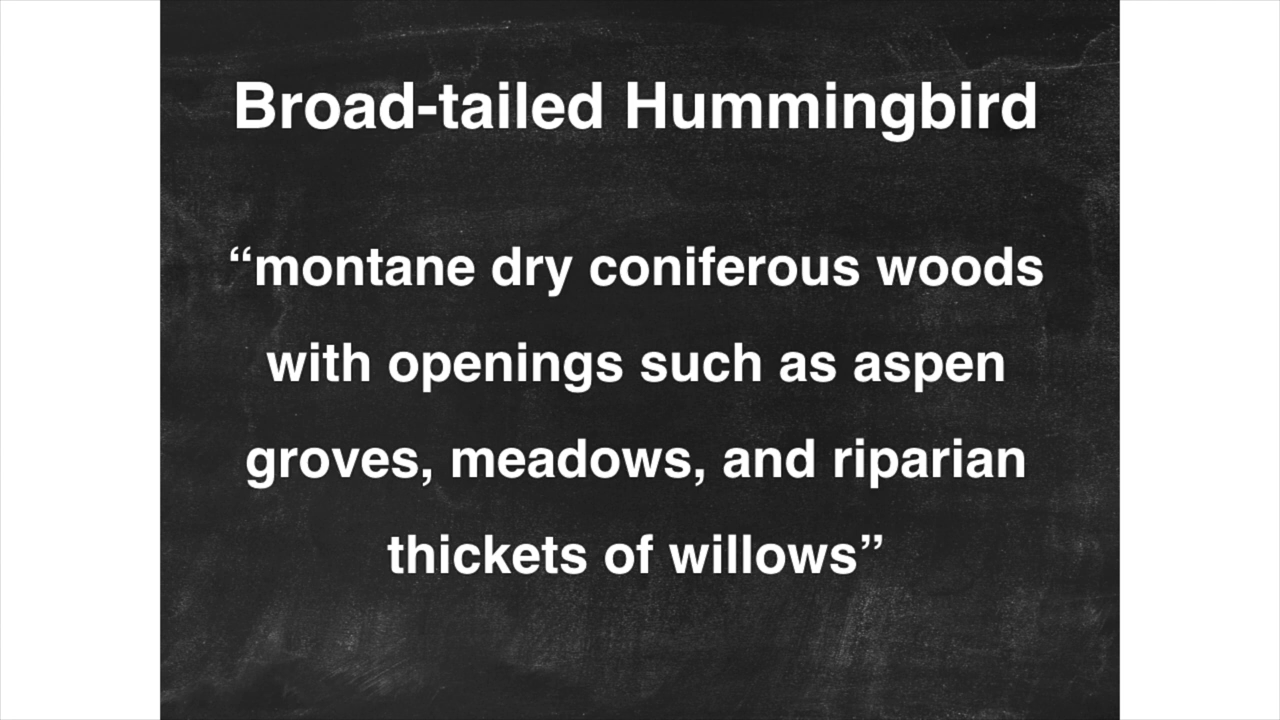 Broad-tailed Hummingbird
“montane dry coniferous woods
with openings such as aspen
groves, meadows, and riparian
thickets of willows”